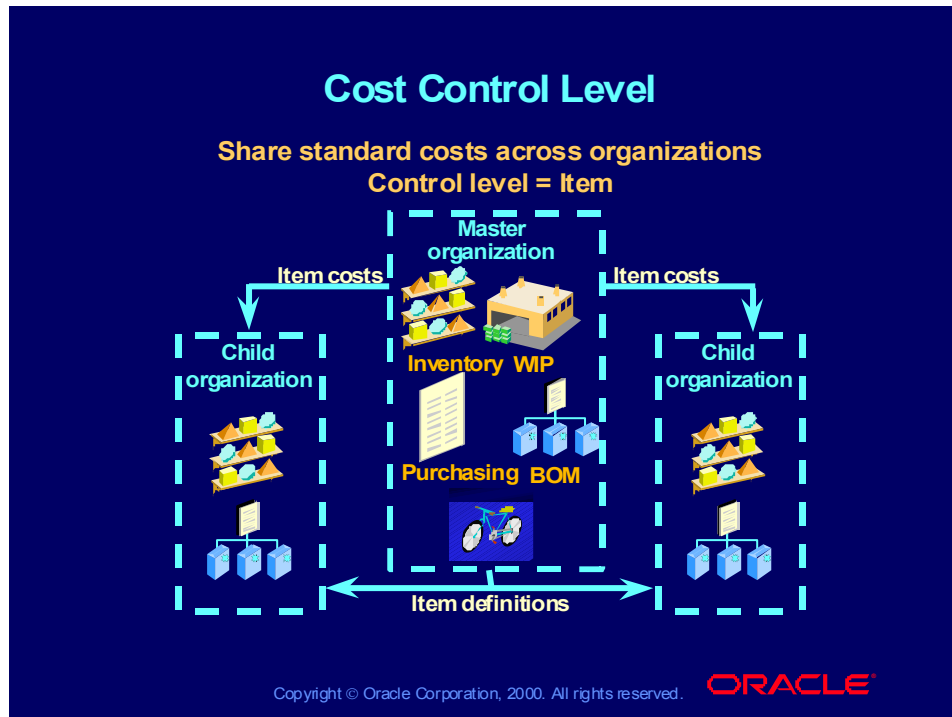 Cost Control Level
Share standard costs across organizations
Control level = Item
Master
organization
Item costs
Item costs
Child
organization
Child
organization
Inventory WIP
Purchasing BOM
Item definitions
Copyright © Oracle Corporation, 2000. All rights reserved.
ORACLE®